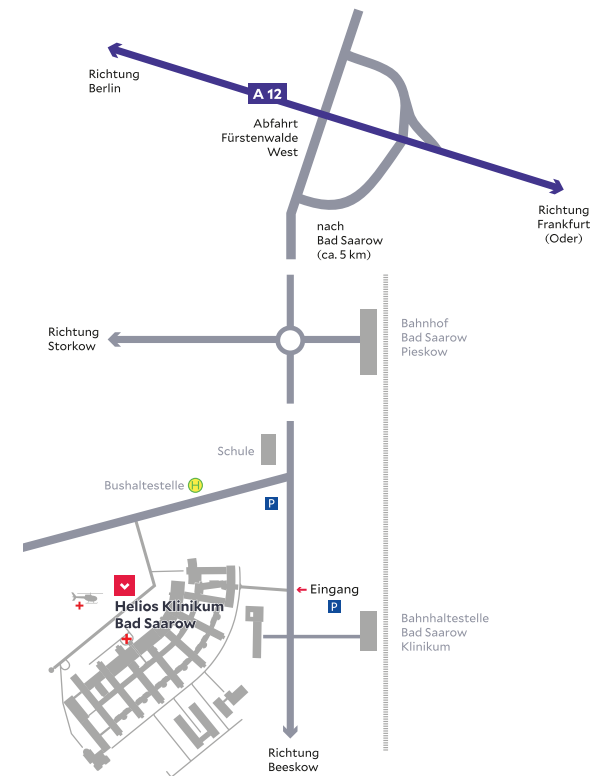 Richtung
Berlin
A 12
Abfahrt
Fürstenwalde
West
Richtung
Frankfurt
(Oder)
nach
Bad Saarow
(ca. 5 km)
Richtung
Storkow
Bahnhof
Bad Saarow
Pieskow
Schule
Bushaltestelle H
P
Eingang
P
Helios Klinikum
Bad Saarow
Bahnhaltestelle
Bad Saarow
Klinikum
Richtung
Beeskow